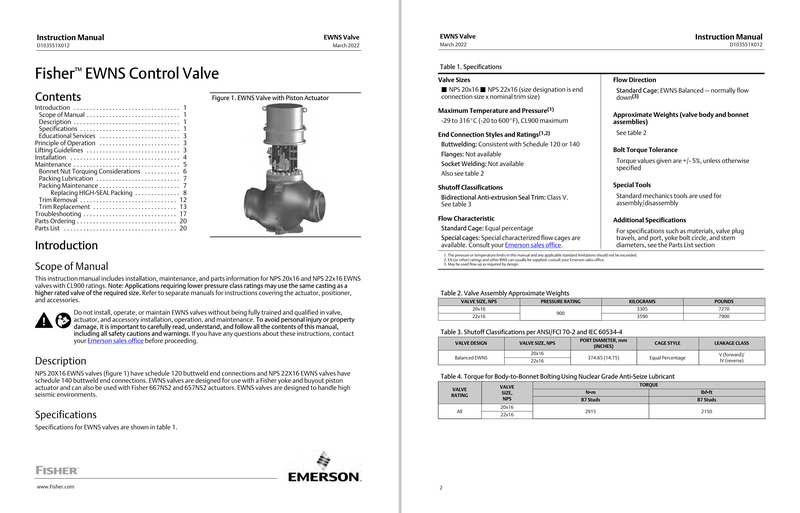 Instruction Manual
D103551X012
EWNS Valve
March 2022
Fisher™ EWNS Control Valve
Contents
Introduction . . . . . . . . . . . . . . . . . . . . . . . . . . . . . . . . . 1
Scope of Manual . . . . . . . . . . . . . . . . . . . . . . . . . . . . . 1
Description . . . . . . . . . . . . . . . . . . . . . . . . . . . . . . . . . 1
Specifications . . . . . . . . . . . . . . . . . . . . . . . . . . . . . . . 1
Educational Services . . . . . . . . . . . . . . . . . . . . . . . . . 3
Principle of Operation . . . . . . . . . . . . . . . . . . . . . . . . . 3
Lifting Guidelines . . . . . . . . . . . . . . . . . . . . . . . . . . . . . 3
Installation . . . . . . . . . . . . . . . . . . . . . . . . . . . . . . . . . . 4
Maintenance . . . . . . . . . . . . . . . . . . . . . . . . . . . . . . . . . 5
Bonnet Nut Torquing Considerations . . . . . . . . . . . 6
Packing Lubrication . . . . . . . . . . . . . . . . . . . . . . . . . . 7
Packing Maintenance . . . . . . . . . . . . . . . . . . . . . . . . . 7
Replacing HIGH-SEAL Packing . . . . . . . . . . . . . . 8
Trim Removal . . . . . . . . . . . . . . . . . . . . . . . . . . . . . . 12
Trim Replacement . . . . . . . . . . . . . . . . . . . . . . . . . . 13
Troubleshooting . . . . . . . . . . . . . . . . . . . . . . . . . . . . . 17
Parts Ordering . . . . . . . . . . . . . . . . . . . . . . . . . . . . . . 20
Parts List . . . . . . . . . . . . . . . . . . . . . . . . . . . . . . . . . . 20
Figure 1. EWNS Valve with Piston Actuator
Introduction
Scope of Manual
This instruction manual includes installation, maintenance, and parts information for NPS 20x16 and NPS 22x16 EWNS
valves with CL900 ratings. Note: Applications requiring lower pressure class ratings may use the same casting as a
higher rated valve of the required size. Refer to separate manuals for instructions covering the actuator, positioner,
and accessories.
Do not install, operate, or maintain EWNS valves without being fully trained and qualified in valve,
actuator, and accessory installation, operation, and maintenance. To avoid personal injury or property
damage, it is important to carefully read, understand, and follow all the contents of this manual,
including all safety cautions and warnings. If you have any questions about these instructions, contact
your Emerson sales office before proceeding.
Description
NPS 20X16 EWNS valves (figure 1) have schedule 120 buttweld end connections and NPS 22X16 EWNS valves have
schedule 140 buttweld end connections. EWNS valves are designed for use with a Fisher yoke and buyout piston
actuator and can also be used with Fisher 667NS2 and 657NS2 actuators. EWNS valves are designed to handle high
seismic environments.
Specifications
Specifications for EWNS valves are shown in table 1.
FISHER
www.Fisher.com
EMERSON
EWNS Valve
March 2022
Instruction Manual
D103551X012
Table 1. Specifications
Valve Sizes
■ NPS 20x16 ■ NPS 22x16 (size designation is end
connection size x nominal trim size)
Maximum Temperature and Pressure(1)
-29 to 316°C (-20 to 600°F), CL900 maximum
End Connection Styles and Ratings(1,2)
Buttwelding: Consistent with Schedule 120 or 140
Flanges: Not available
Socket Welding: Not available
Also see table 2
Shutoff Classifications
Bidirectional Anti-extrusion Seal Trim: Class V.
See table 3
Flow Characteristic
Standard Cage: Equal percentage
Special cages: Special characterized flow cages are
available. Consult your Emerson sales office.
Flow Direction
Standard Cage: EWNS Balanced — normally flow
down(3)
Approximate Weights (valve body and bonnet
assemblies)
See table 2
Bolt Torque Tolerance
Torque values given are +/- 5%, unless otherwise
specified
Special Tools
Standard mechanics tools are used for
assembly/disassembly
Additional Specifications
For specifications such as materials, valve plug
travels, and port, yoke bolt circle, and stem
diameters, see the Parts List section
1. The pressure or temperature limits in this manual and any applicable standard limitations should not be exceeded.
2. EN (or other) ratings and other BWE can usually be supplied; consult your Emerson sales office.
3. May be used flow up as required by design.
Table 2. Valve Assembly Approximate Weights
VALVE SIZE, NPS PRESSURE RATING KILOGRAMS POUNDS
20x16 900 3305 7270
22x16 3590 7900
Table 3. Shutoff Classifications per ANSI/FCI 70-2 and IEC 60534-4
VALVE DESIGN VALVE SIZE, NPS PORT DIAMETER, mm (INCHES) CAGE STYLE LEAKAGE CLASS
Balanced EWNS 20x16 374.65 (14.75) Equal Percentage V (forward)/
22x16 IV (reverse)
Table 4. Torque for Body-to-Bonnet Bolting Using Nuclear Grade Anti-Seize Lubricant
VALVE RATING VALVE SIZE, NPS TORQUE
N•m lbf•ft
B7 Studs B7 Studs
All 20x16 2915 2150
22x16
2